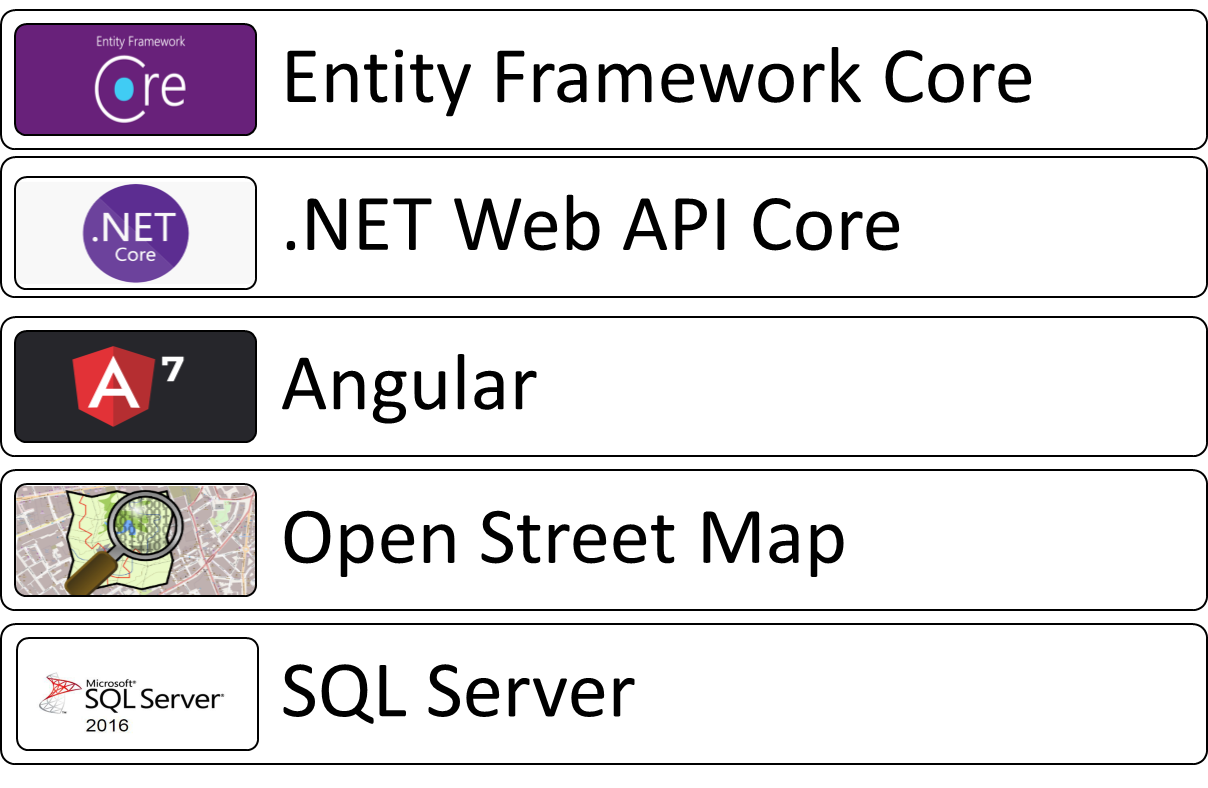 Entity Framework
Core
Entity Framework Core
.NET
Core
.NET Web API Core
A 7
Angular
Open Street Map
Microsoft®
SQL Server®
2016
SQL Server